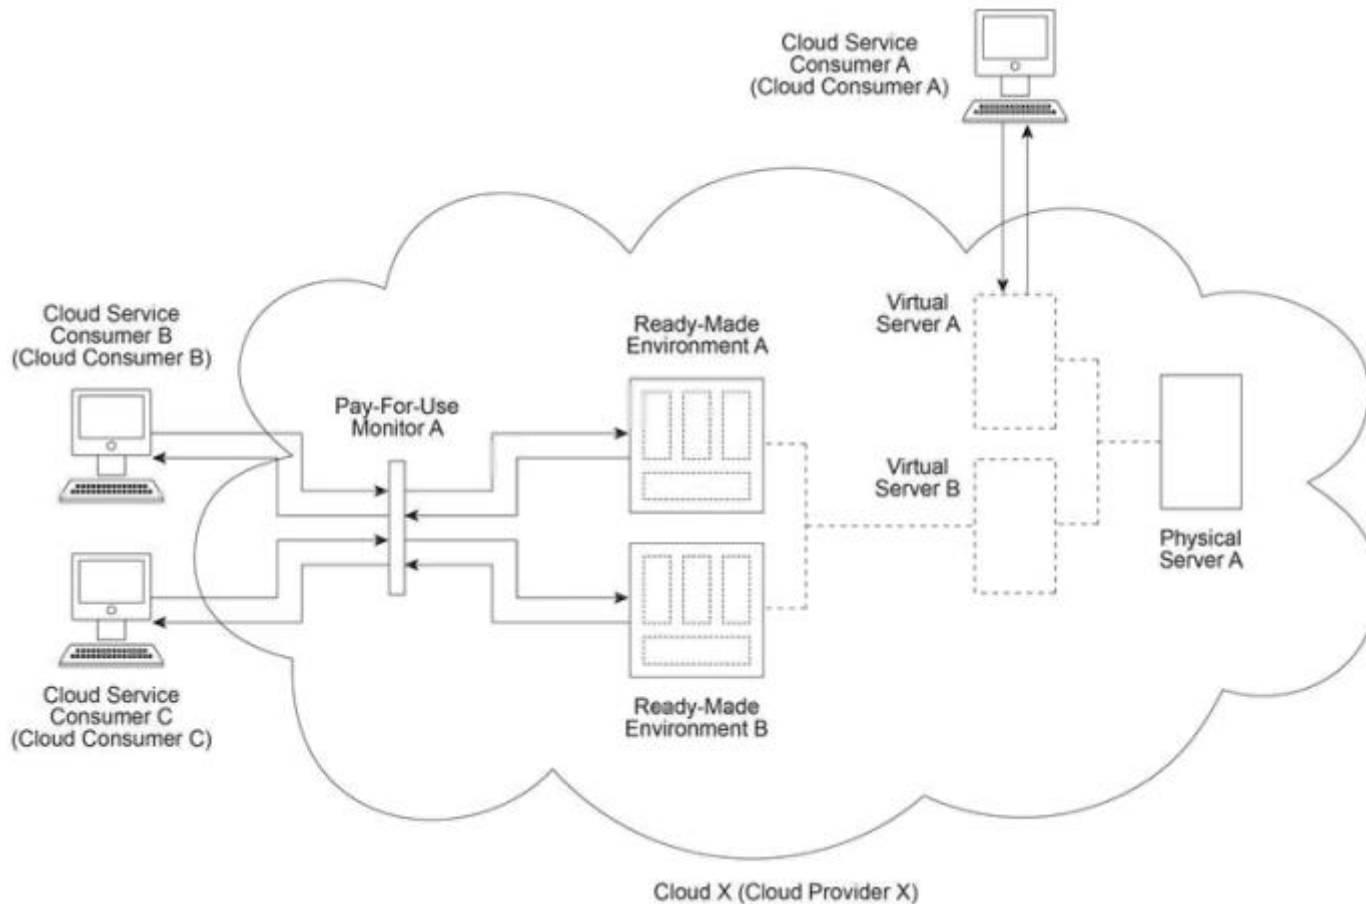 Cloud Service
Consumer A
(Cloud Consumer A)
Cloud Service
Consumer B
(Cloud Consumer B)
Pay-For-Use
Monitor A
Ready-Made
Environment A
Virtual
Server A
Virtual
Server B
Physical
Server A
Cloud Service
Consumer C
(Cloud Consumer C)
Ready-Made
Environment B
Cloud X (Cloud Provider X)